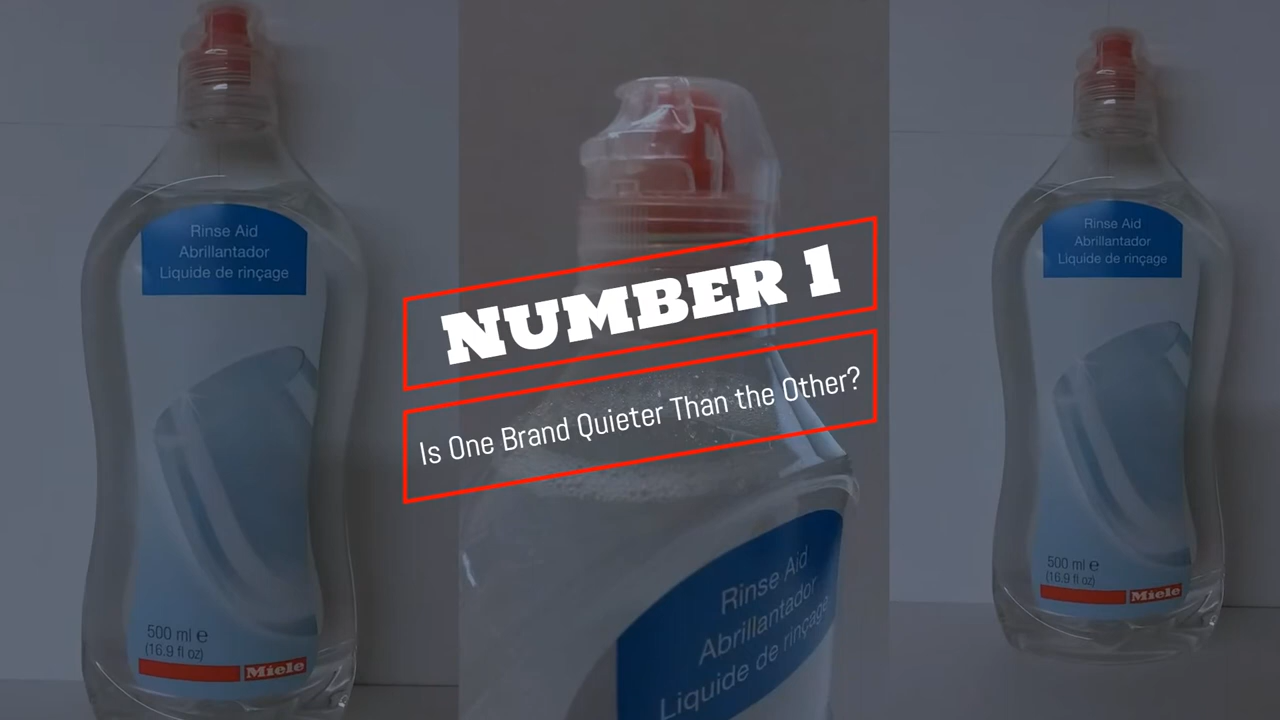 Rinse Aid
Abrillantador
Liquide de rinçage
500 ml e
(16.9 fl oz)
Miele
NUMBER 1
Is One Brand Quieter Than the Other?
Rinse Aid
Abrillantador
Liquide de rinçage
Rinse Aid
Abrillantador
Liquide de rinçage
500 ml e
(16.9 fl oz)
Miele